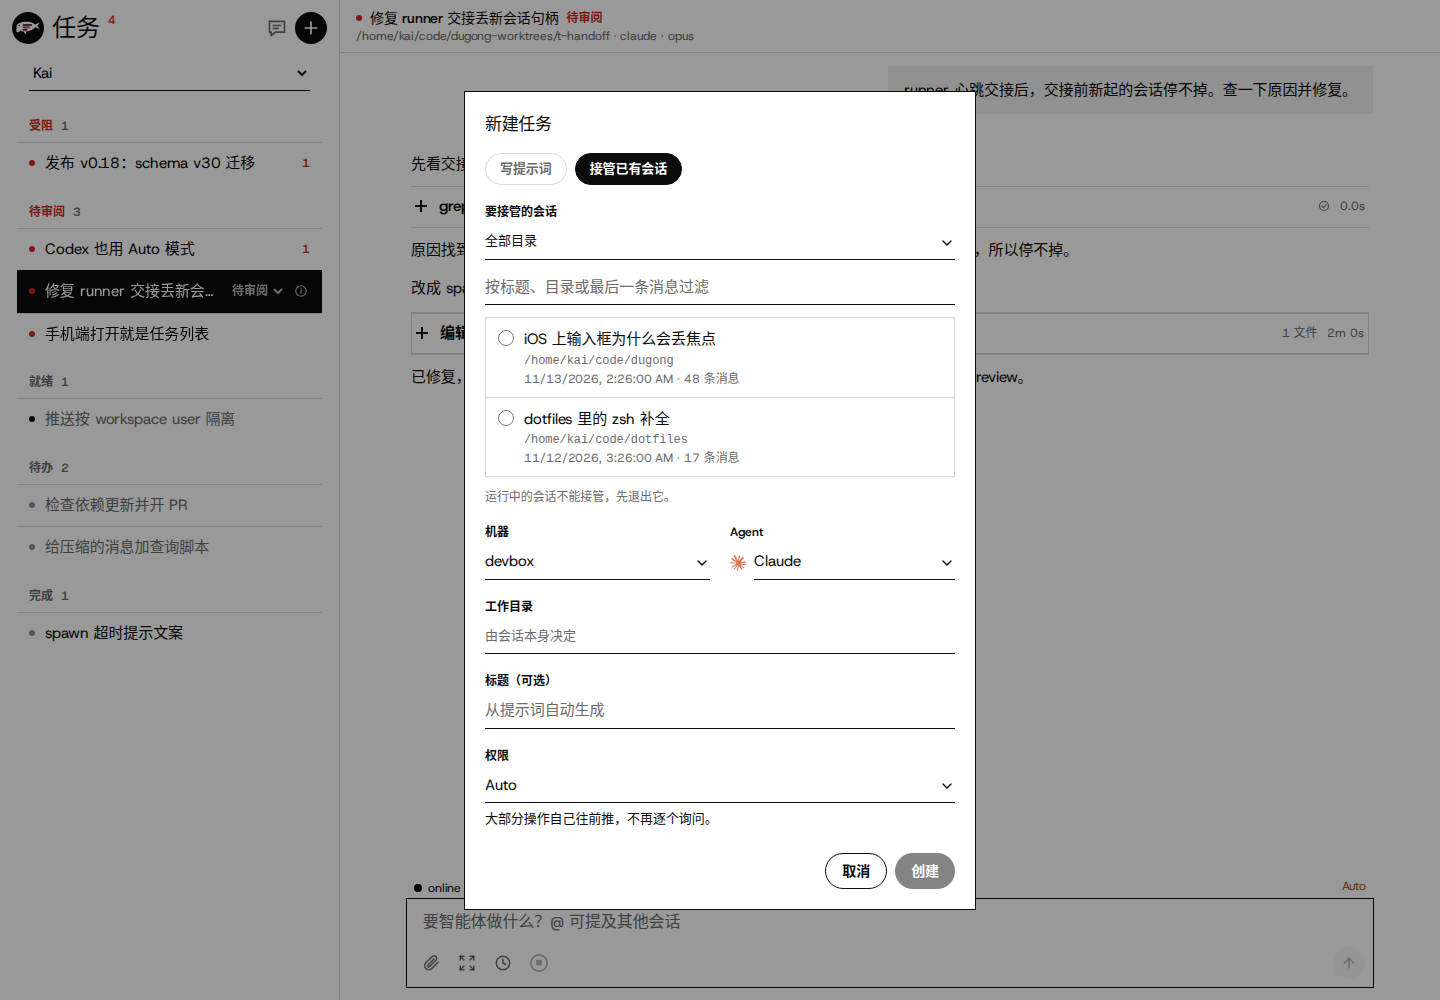 任务 4
Kai
受阻 1
发布 v0.18：schema v30 迁移 1
待审阅 3
Codex 也用 Auto 模式 1
修复 runner 交接丢新会... 待审阅
手机端打开就是任务列表
就绪 1
推送按 workspace user 隔离
待办 2
检查依赖更新并开 PR
给压缩的消息加查询脚本
完成 1
spawn 超时提示文案
修复 runner 交接丢新会话句柄 待审阅
/home/kai/code/dugong-worktrees/t-handoff · claude · opus
runner 心跳交接后，交接前新起的会话停不掉。查一下原因并修复。
先看交接
grep
0.0s
原因找到
，所以停不掉。
改成 spa
编辑
1 文件 2m 0s
已修复，
review。
新建任务
写提示词 接管已有会话
要接管的会话
全部目录
按标题、目录或最后一条消息过滤
iOS 上输入框为什么会丢焦点
/home/kai/code/dugong
11/13/2026, 2:26:00 AM · 48 条消息
dotfiles 里的 zsh 补全
/home/kai/code/dotfiles
11/12/2026, 3:26:00 AM · 17 条消息
运行中的会话不能接管，先退出它。
机器 Agent
devbox Claude
工作目录
由会话本身决定
标题（可选）
从提示词自动生成
权限
Auto
大部分操作自己往前推，不再逐个询问。
取消 创建
online
Auto
要智能体做什么？@ 可提及其他会话